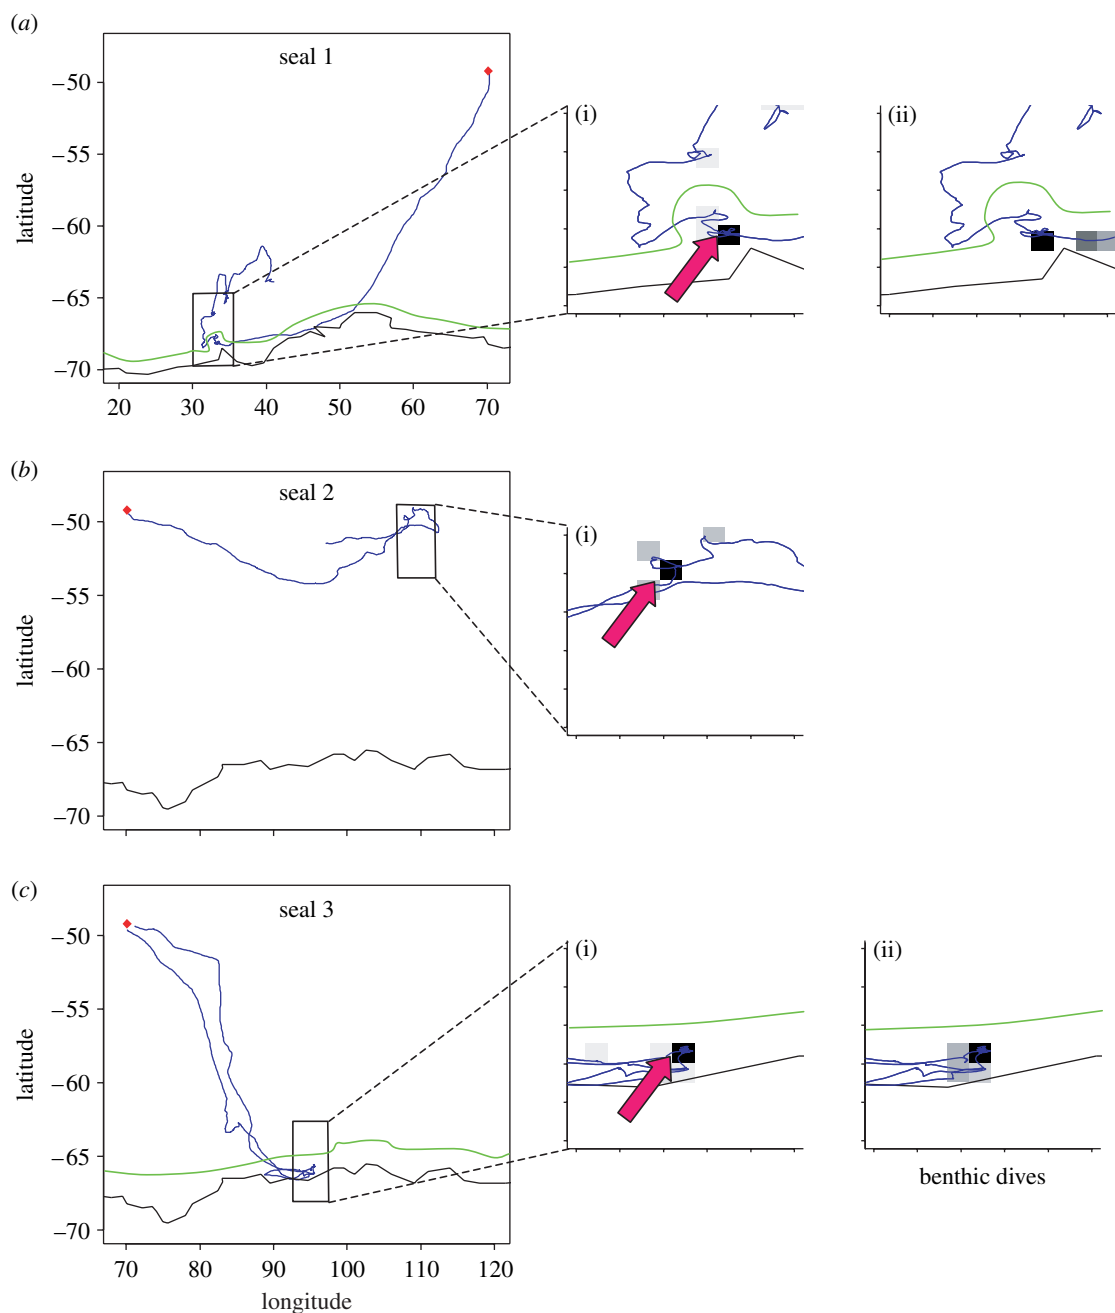 (a)
seal 1
latitude
−50
−55
−60
−65
−70
20 30 40 50 60 70
(i)
(ii)
(b)
seal 2
latitude
−50
−55
−60
−65
−70
(i)
(c)
seal 3
latitude
−50
−55
−60
−65
−70
70 80 90 100 110 120
longitude
(i)
(ii)
benthic dives